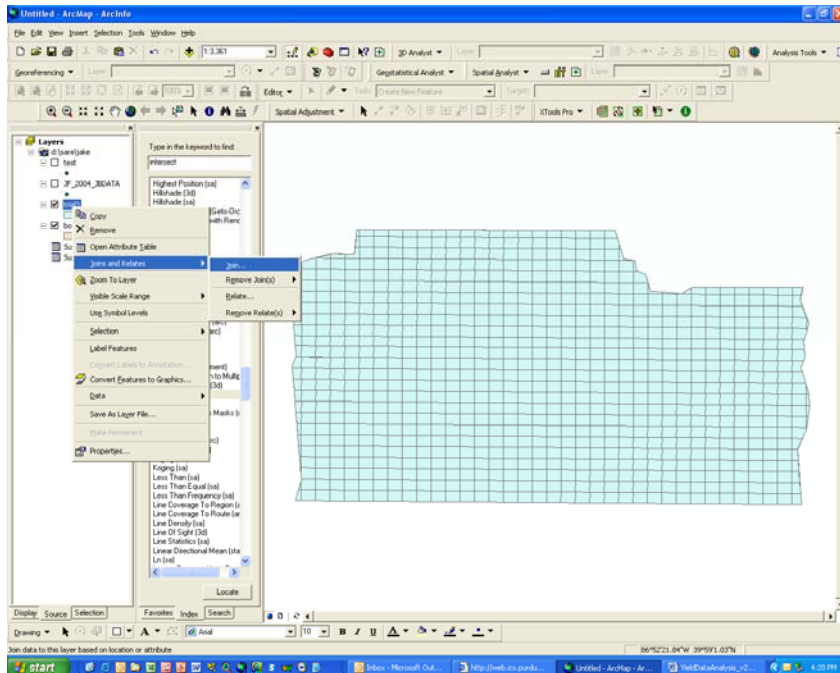 Untitled - ArcMap - ArcInfo
File Edit View Insert Selection Tools Window Help
1:3,361
3D Analyst
Layer:
Analysis Tools
Georeferencing
Layer:
Geostatistical Analyst
Spatial Analyst
Layer:
100%
Editor
Task: Create New Feature
Target:
Spatial Adjustment
XTools Pro
Layers
test
JF_2004_JBDATA
Type in the keyword to find:
intersect
Highest Position (sa)
Hillshade (3d)
Hillshade (sa)
Copy
Remove
Open Attribute Table
Joins and Relates
Zoom To Layer
Visible Scale Range
Use Symbol Levels
Selection
Label Features
Convert Labels to Annotation...
Convert Features to Graphics...
Data
Save As Layer File...
Make Permanent
Properties...
Join...
Remove Join(s)
Relate...
Remove Relate(s)
Kriging (sa)
Less Than (sa)
Less Than Equal (sa)
Less Than Frequency (sa)
Line Coverage To Region (a
Line Coverage To Route (ar
Line Density (sa)
Line Of Sight (3d)
Line Statistics (sa)
Linear Directional Mean (sta
Ln (sa)
Locate
Display Source Selection
Favorites Index Search
Drawing
Arial
10
B I U A
Join data to this layer based on location or attribute
86°52'21.84"W 39°59'1.03"N
start
Inbox - Microsoft Out...
http://web.ics.purdu...
Untitled - ArcMap - Ar...
YieldDataAnalysis_v2...
4:20 PM